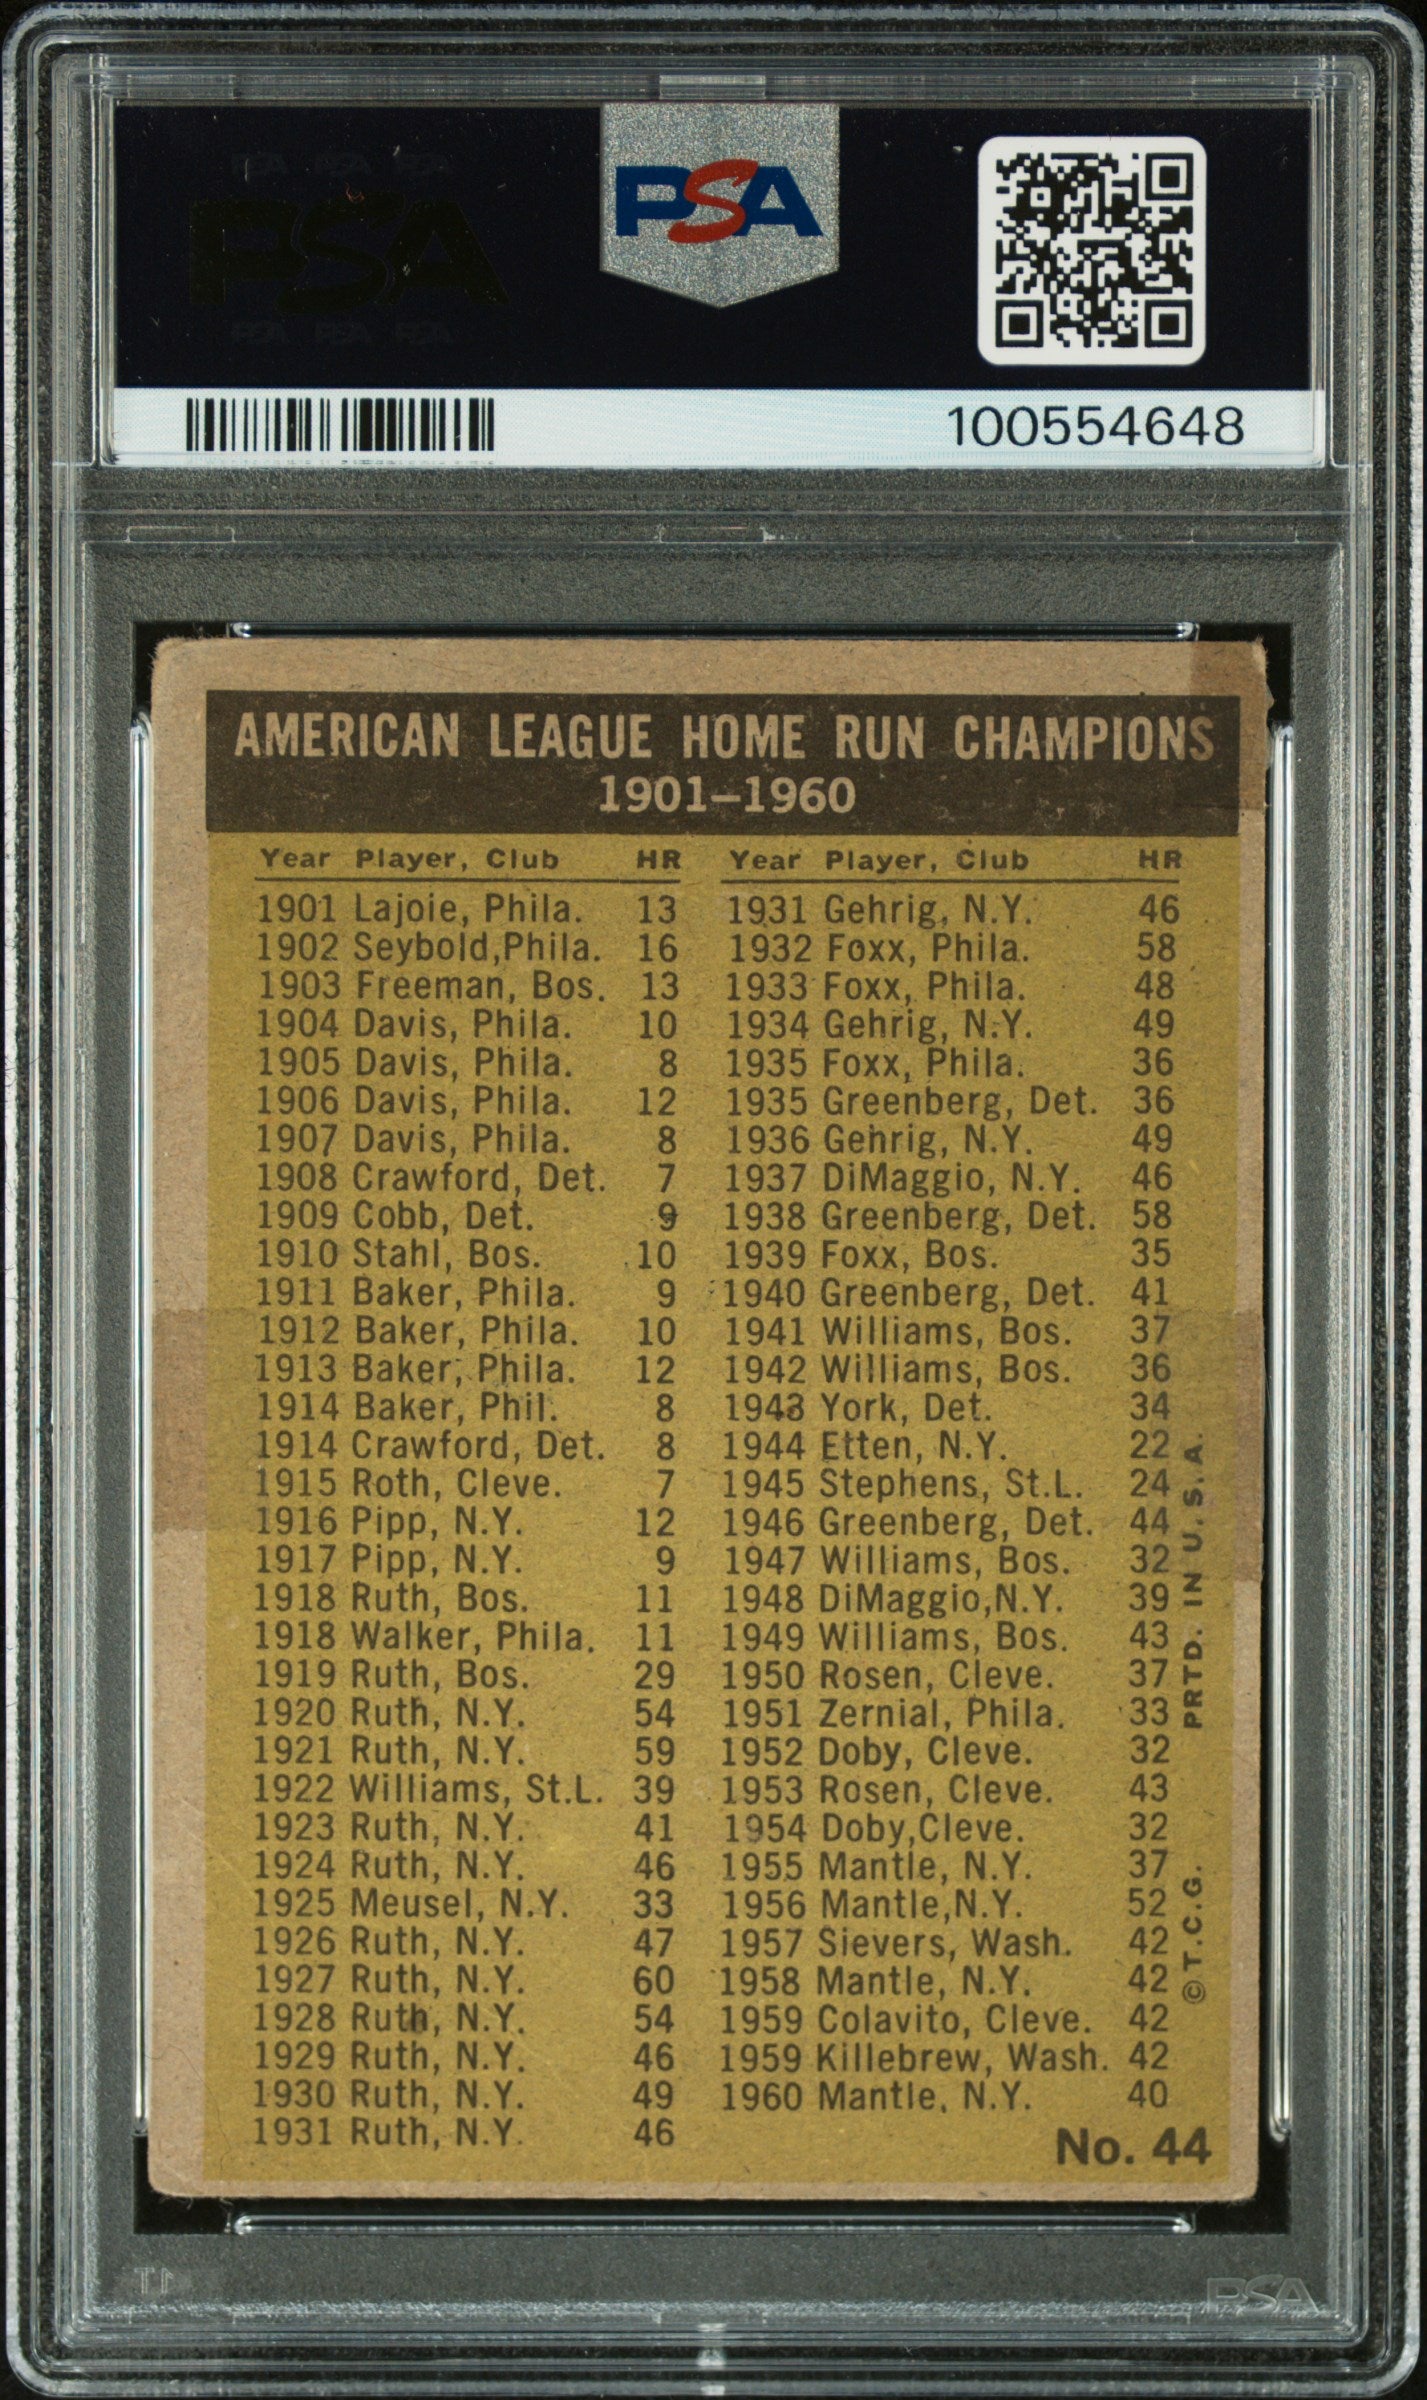 PSA PSA PSA
PSA
PSA PSA PSA
PSA
100554648
AMERICAN LEAGUE HOME RUN CHAMPIONS
1901–1960
Year Player, Club HR Year Player, Club HR
1901 Lajoie, Phila. 13 1931 Gehrig, N.Y. 46
1902 Seybold,Phila. 16 1932 Foxx, Phila. 58
1903 Freeman, Bos. 13 1933 Foxx, Phila. 48
1904 Davis, Phila. 10 1934 Gehrig, N.Y. 49
1905 Davis, Phila. 8 1935 Foxx, Phila. 36
1906 Davis, Phila. 12 1935 Greenberg, Det. 36
1907 Davis, Phila. 8 1936 Gehrig, N.Y. 49
1908 Crawford, Det. 7 1937 DiMaggio, N.Y. 46
1909 Cobb, Det. 9 1938 Greenberg, Det. 58
1910 Stahl, Bos. 10 1939 Foxx, Bos. 35
1911 Baker, Phila. 9 1940 Greenberg, Det. 41
1912 Baker, Phila. 10 1941 Williams, Bos. 37
1913 Baker, Phila. 12 1942 Williams, Bos. 36
1914 Baker, Phil. 8 1943 York, Det. 34
1914 Crawford, Det. 8 1944 Etten, N.Y. 22
1915 Roth, Cleve. 7 1945 Stephens, St.L. 24
1916 Pipp, N.Y. 12 1946 Greenberg, Det. 44
1917 Pipp, N.Y. 9 1947 Williams, Bos. 32
1918 Ruth, Bos. 11 1948 DiMaggio,N.Y. 39
1918 Walker, Phila. 11 1949 Williams, Bos. 43
1919 Ruth, Bos. 29 1950 Rosen, Cleve. 37
1920 Ruth, N.Y. 54 1951 Zernial, Phila. 33
1921 Ruth, N.Y. 59 1952 Doby, Cleve. 32
1922 Williams, St.L. 39 1953 Rosen, Cleve. 43
1923 Ruth, N.Y. 41 1954 Doby,Cleve. 32
1924 Ruth, N.Y. 46 1955 Mantle, N.Y. 37
1925 Meusel, N.Y. 33 1956 Mantle,N.Y. 52
1926 Ruth, N.Y. 47 1957 Sievers, Wash. 42
1927 Ruth, N.Y. 60 1958 Mantle, N.Y. 42
1928 Ruth, N.Y. 54 1959 Colavito, Cleve. 42
1929 Ruth, N.Y. 46 1959 Killebrew, Wash. 42
1930 Ruth, N.Y. 49 1960 Mantle, N.Y. 40
1931 Ruth, N.Y. 46
No. 44
©T.C.G. PRTD. IN U.S.A.
PSA